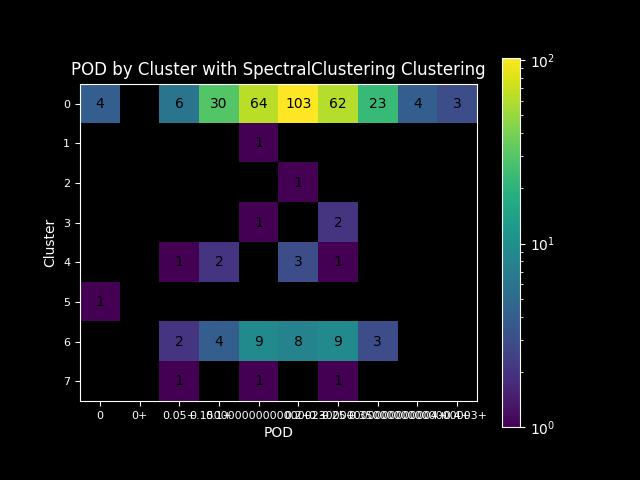 POD by Cluster with SpectralClustering Clustering
0 4 6 30 64 103 62 23 4 3
1 1
2 1
3 1 2
4 1 2 3 1
5 1
6 2 4 9 8 9 3
7 1 1 1
0 0+ 0.05+
POD
Cluster
10²
10¹
10⁰